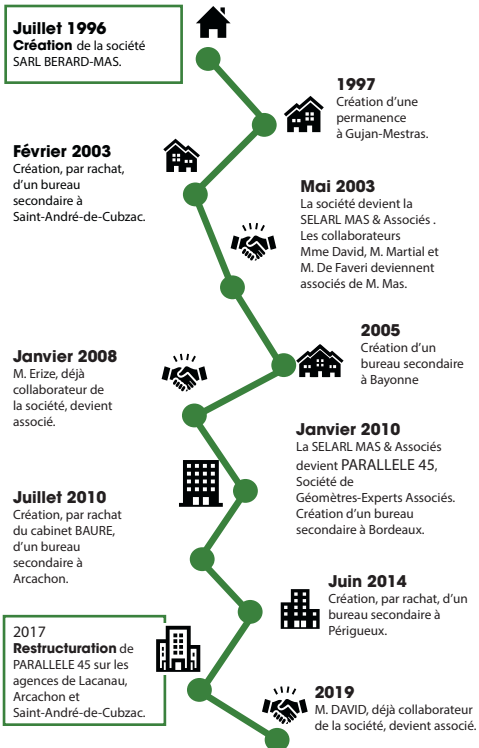 Juillet 1996
Création de la société
SARL BERARD-MAS.
1997
Création d'une
permanence
à Gujan-Mestras.
Février 2003
Création, par rachat,
d'un bureau
secondaire à
Saint-André-de-Cubzac.
Mai 2003
La société devient la
SELARL MAS & Associés .
Les collaborateurs
Mme David, M. Martial et
M. De Faveri deviennent
associés de M. Mas.
2005
Création d'un
bureau secondaire
à Bayonne
Janvier 2008
M. Erize, déjà
collaborateur de
la société, devient
associé.
Janvier 2010
La SELARL MAS & Associés
devient PARALLELE 45,
Société de
Géomètres-Experts Associés.
Création d'un bureau
secondaire à Bordeaux.
Juillet 2010
Création, par rachat
du cabinet BAURE,
d'un bureau
secondaire à
Arcachon.
Juin 2014
Création, par rachat, d'un
bureau secondaire à
Périgueux.
2017
Restructuration de
PARALLELE 45 sur les
agences de Lacanau,
Arcachon et
Saint-André-de-Cubzac.
2019
M. DAVID, déjà collaborateur
de la société, devient associé.